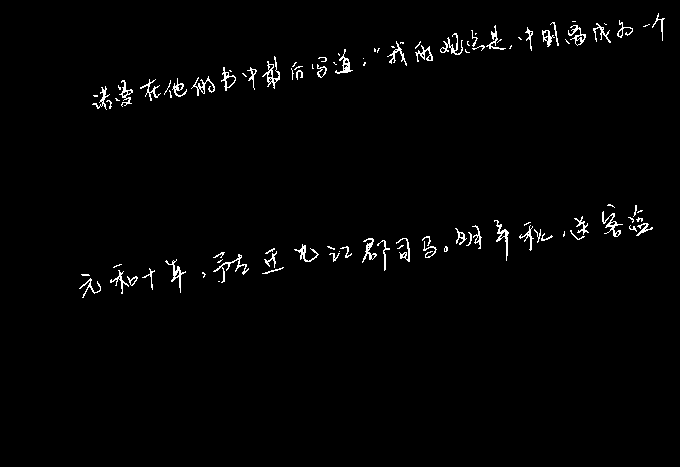 诺曼在他的书中最后写道:“我的观点是,中国离成为一个
元和十年,予左迁九江郡司马。明年秋,送客湓